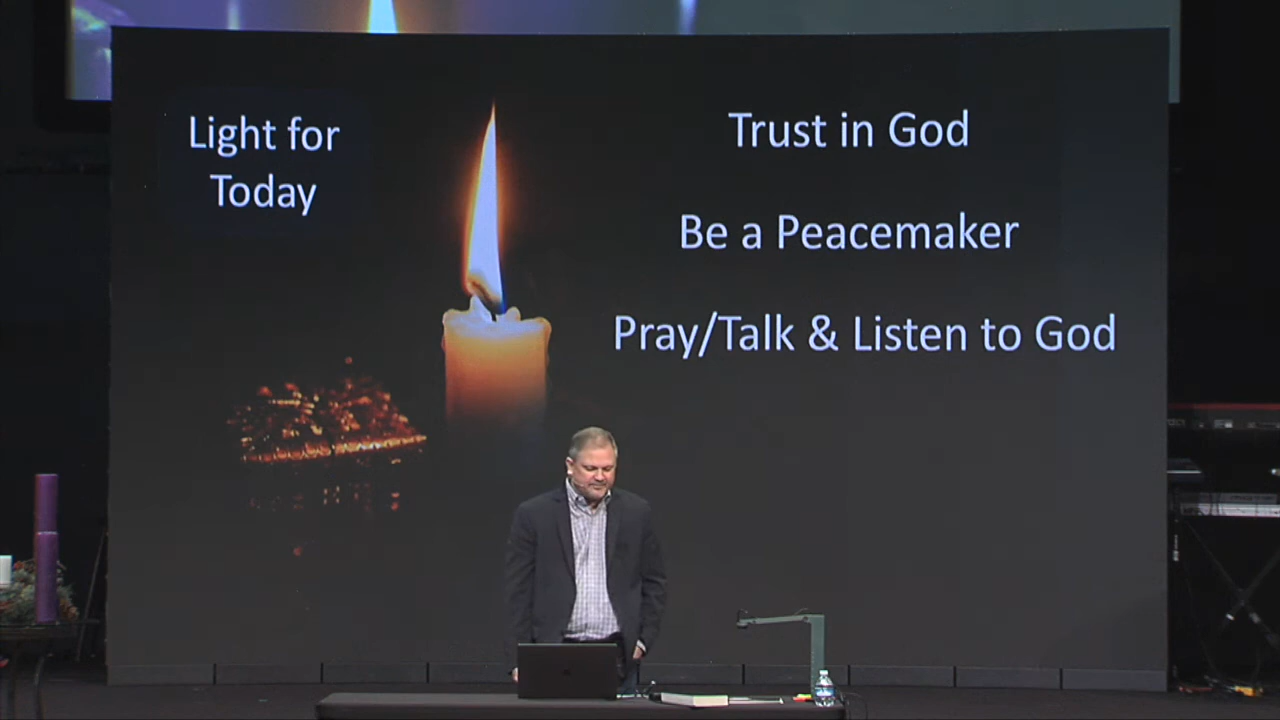 Light for
Today
Trust in God
Be a Peacemaker
Pray/Talk & Listen to God